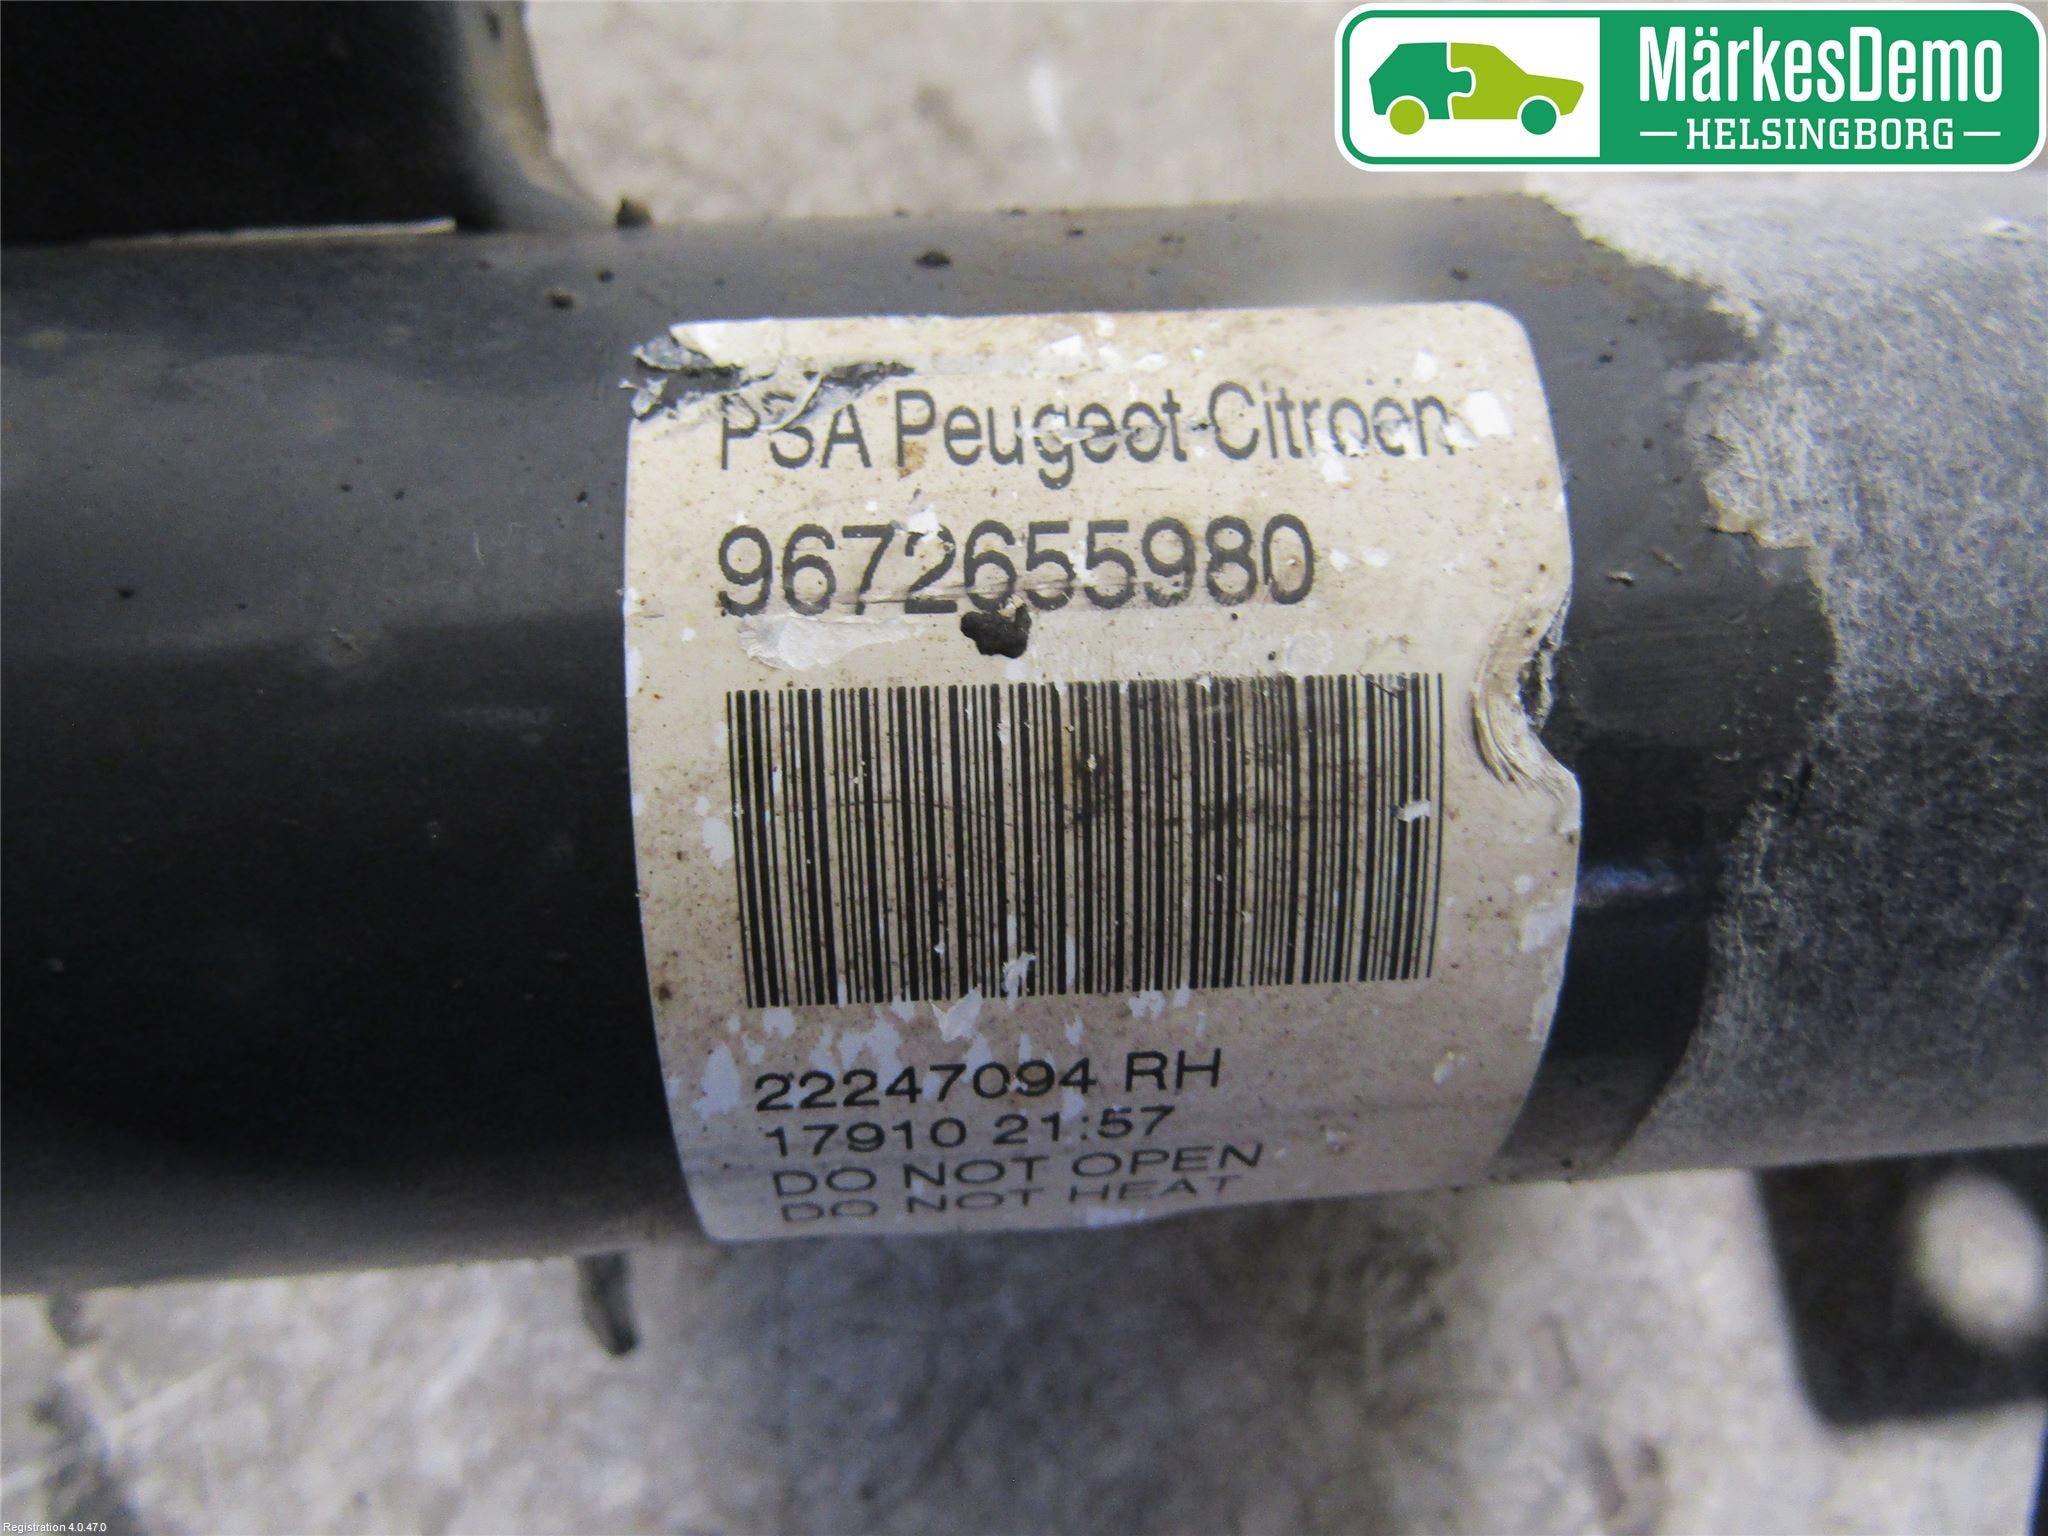 MärkesDemo
HELSINGBORG
PSA Peugeot Citroën
9672655980
22247094 RH
17910 21:57
DO NOT OPEN
DO NOT HEAT
Registration 4.0.47.0